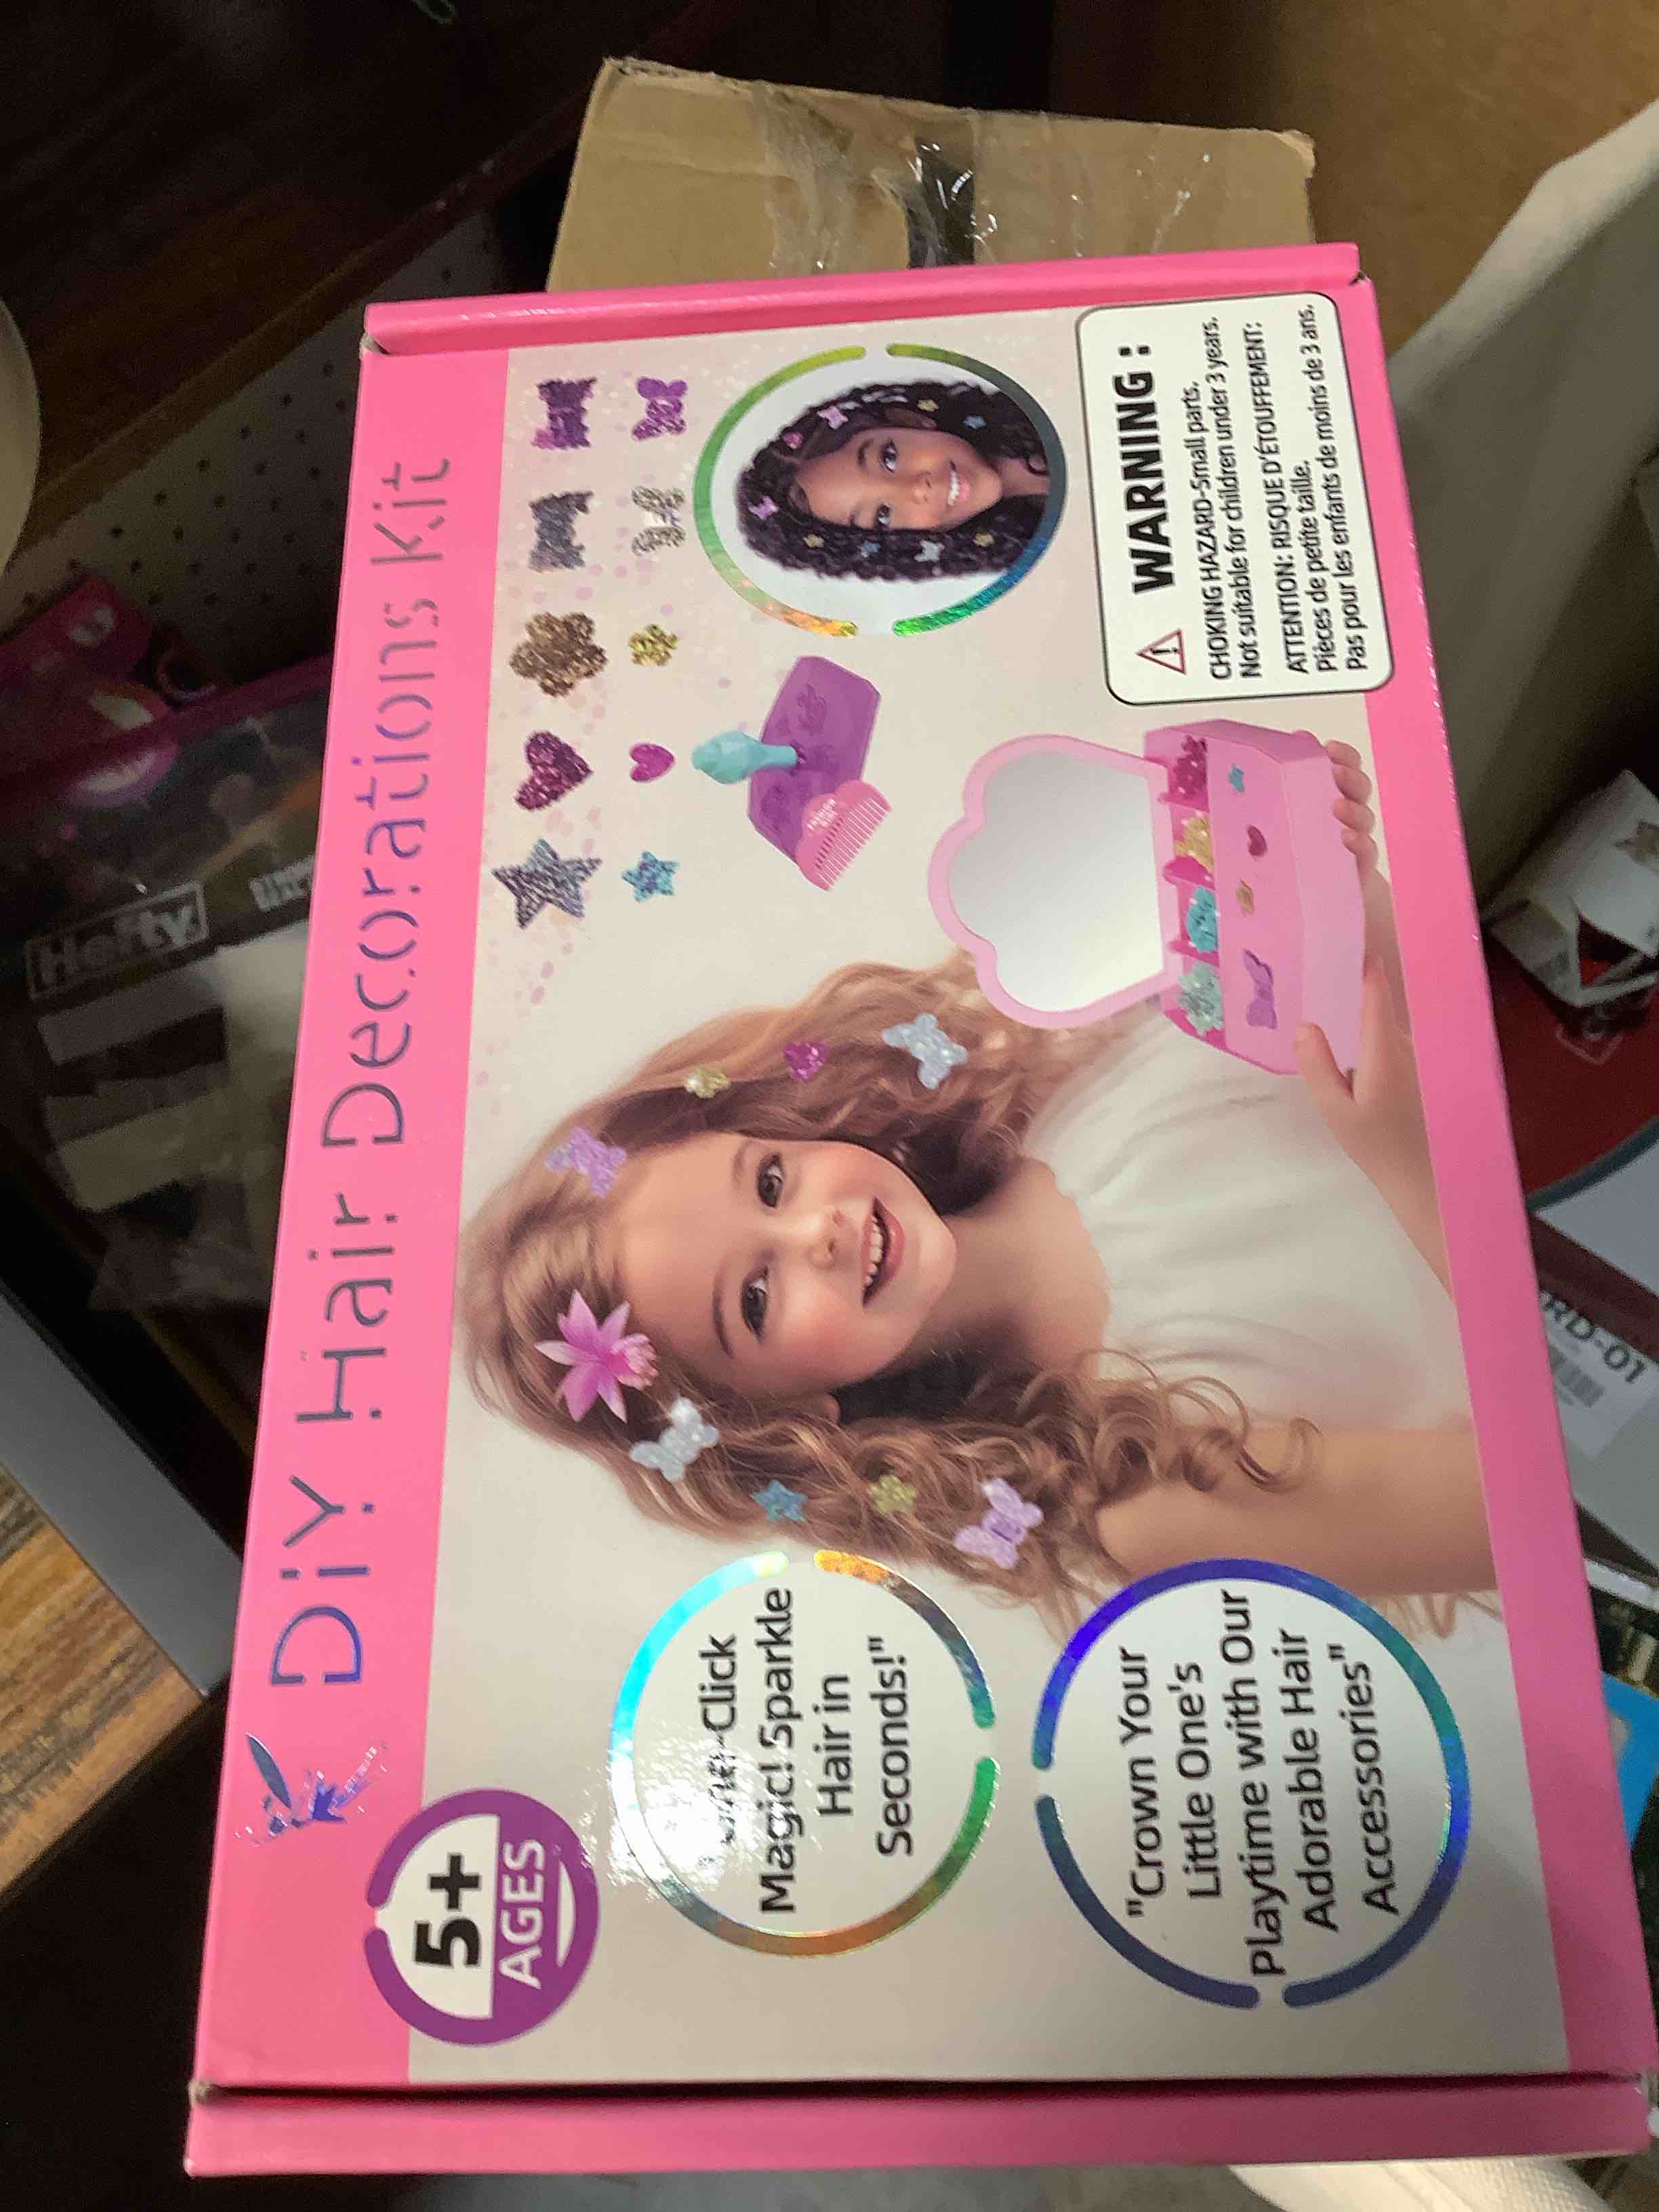 DiY Hair Decorations Kit
5+
AGES
Magic! Sparkle
Hair in
Seconds!"
"Crown Your
Little One's
Playtime with Our
Adorable Hair
Accessories"
WARNING :
CHOKING HAZARD-Small parts.
Not suitable for children under 3 years.
ATTENTION: RISQUE D'ÉTOUFFEMENT:
Pièces de petite taille.
Pas pour les enfants de moins de 3 ans.
Hefty
RD-01